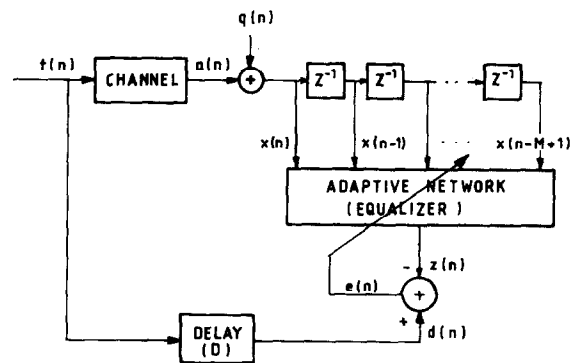 q(n)
t(n)
CHANNEL
a(n)
+
Z⁻¹
Z⁻¹
...
Z⁻¹
x(n)
x(n-1)
....
x(n-M+1)
ADAPTIVE NETWORK
(EQUALIZER)
- z(n)
e(n)
+
+
d(n)
DELAY
(D)